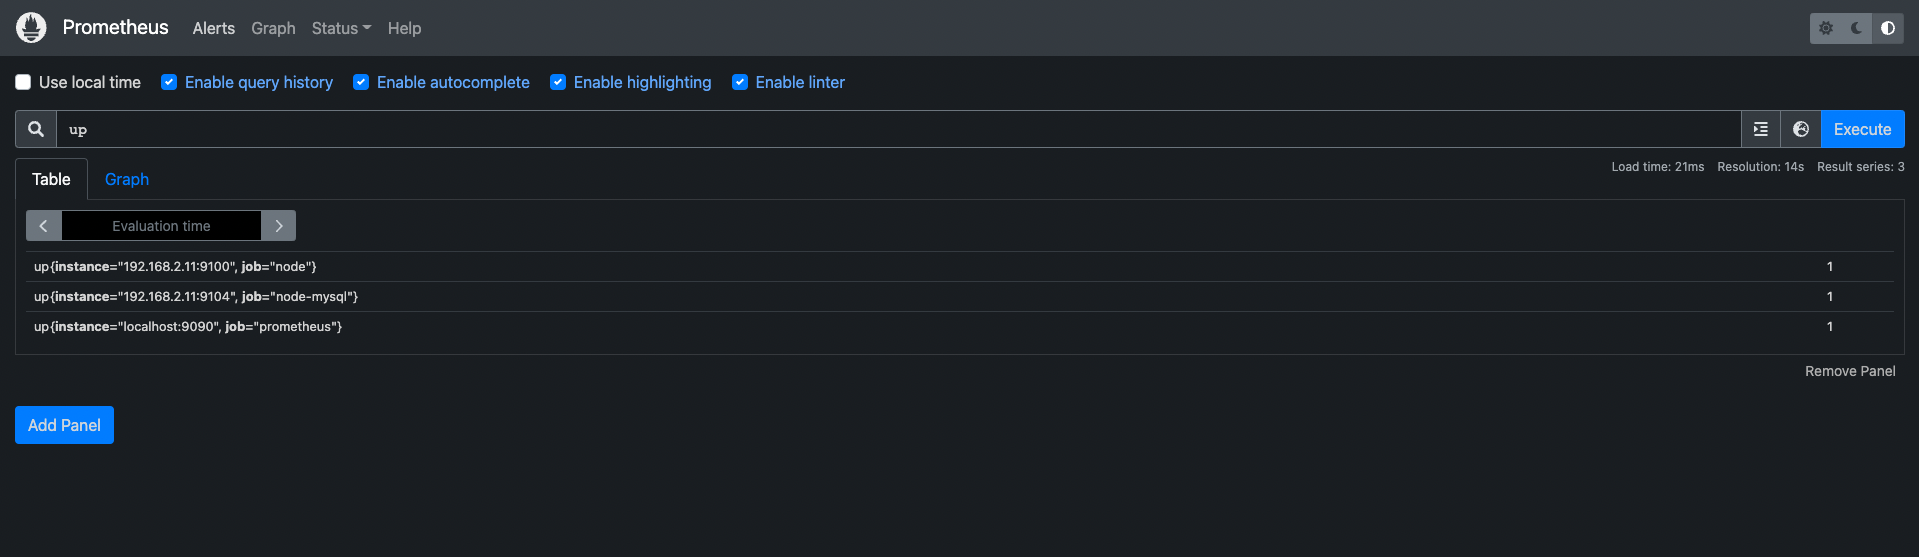 Prometheus Alerts Graph Status Help
Use local time Enable query history Enable autocomplete Enable highlighting Enable linter
up Execute
Table Graph Load time: 21ms Resolution: 14s Result series: 3
Evaluation time
up{instance="192.168.2.11:9100", job="node"} 1
up{instance="192.168.2.11:9104", job="node-mysql"} 1
up{instance="localhost:9090", job="prometheus"} 1
Remove Panel
Add Panel